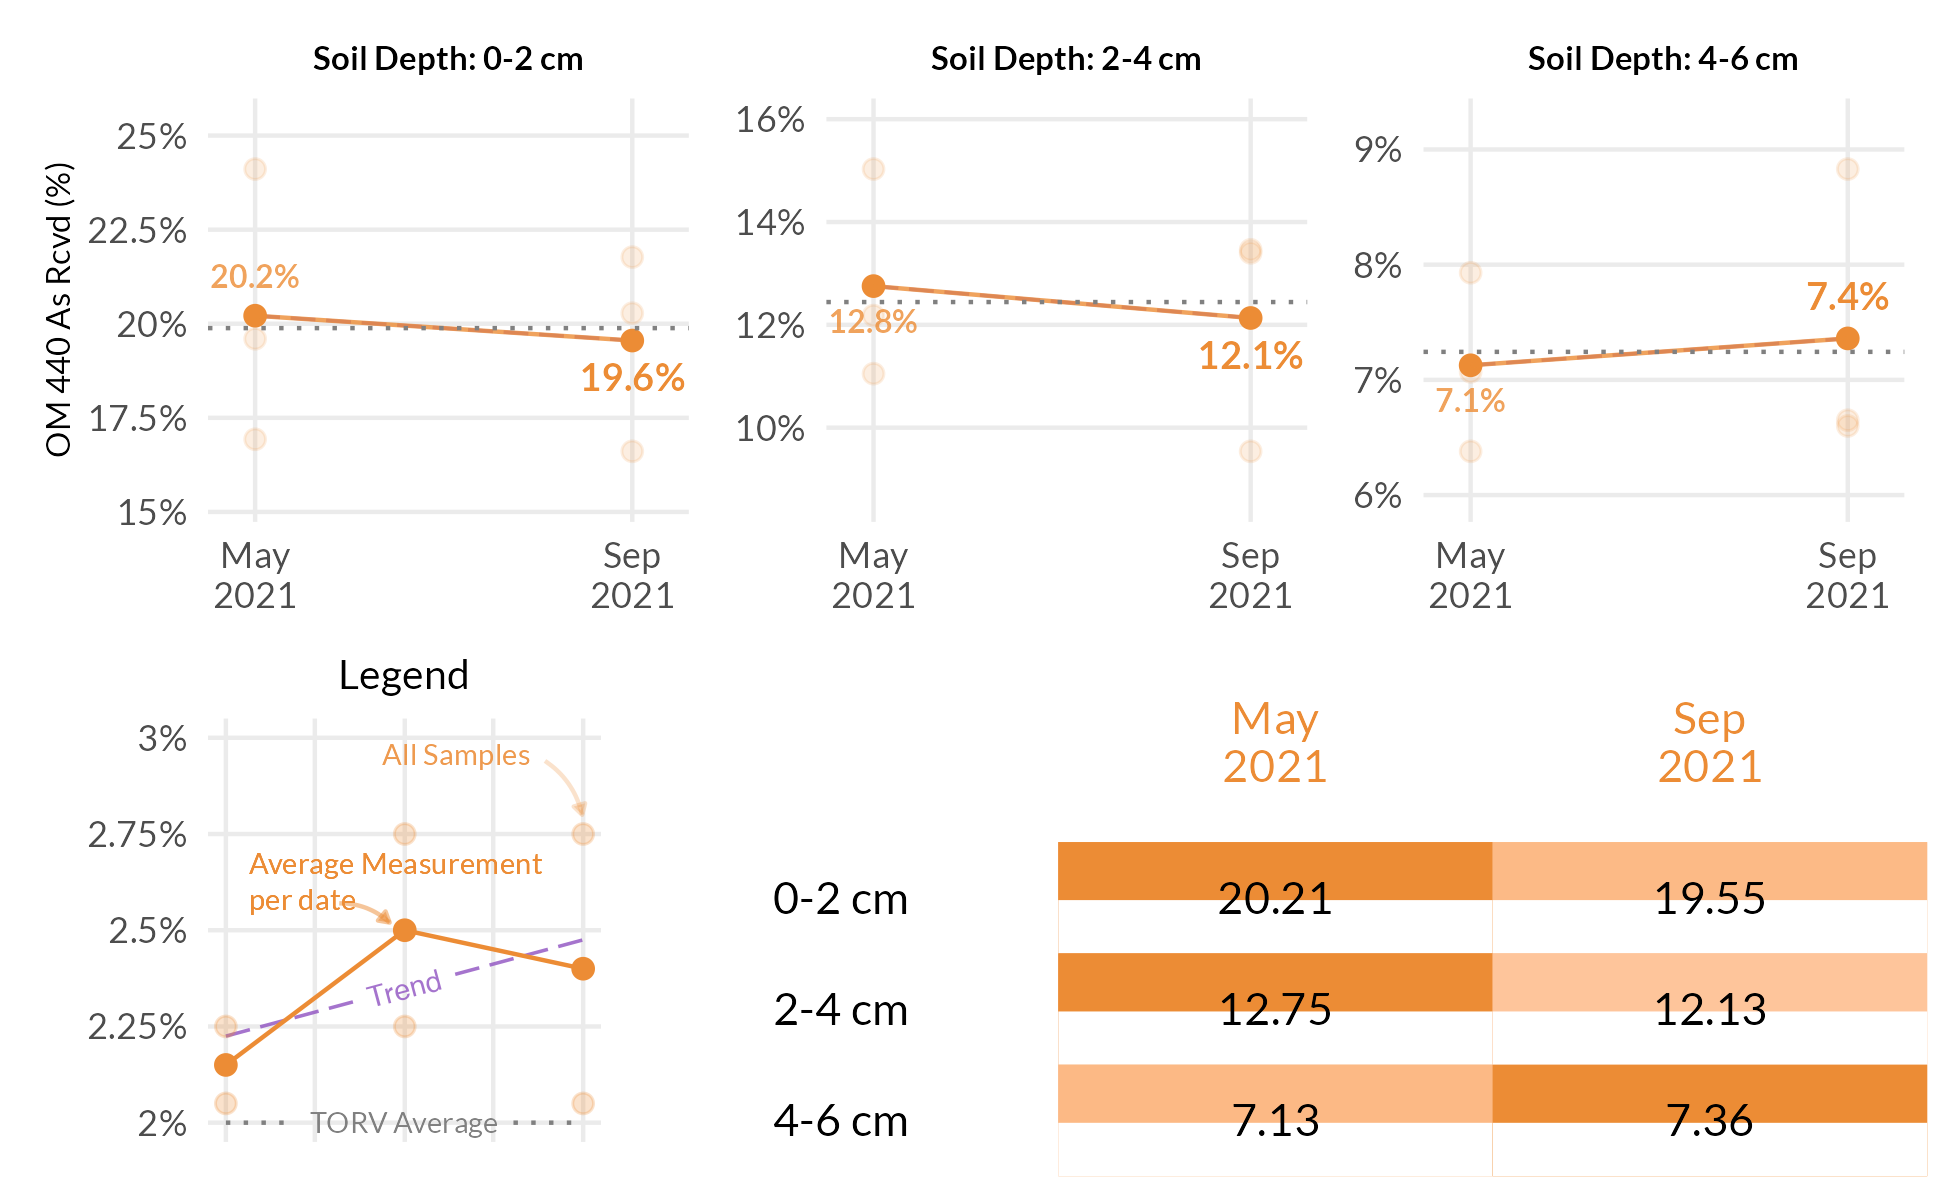 Soil Depth: 0-2 cm
Soil Depth: 2-4 cm
Soil Depth: 4-6 cm
OM 440 As Rcvd (%)
25%
22.5%
20%
17.5%
15%
20.2%
19.6%
May
2021
Sep
2021
16%
14%
12%
10%
12.8%
12.1%
May
2021
Sep
2021
9%
8%
7%
6%
7.1%
7.4%
May
2021
Sep
2021
Legend
3%
2.75%
2.5%
2.25%
2%
All Samples
Average Measurement
per date
Trend
TORV Average
May
2021
Sep
2021
0-2 cm
20.21
19.55
2-4 cm
12.75
12.13
4-6 cm
7.13
7.36